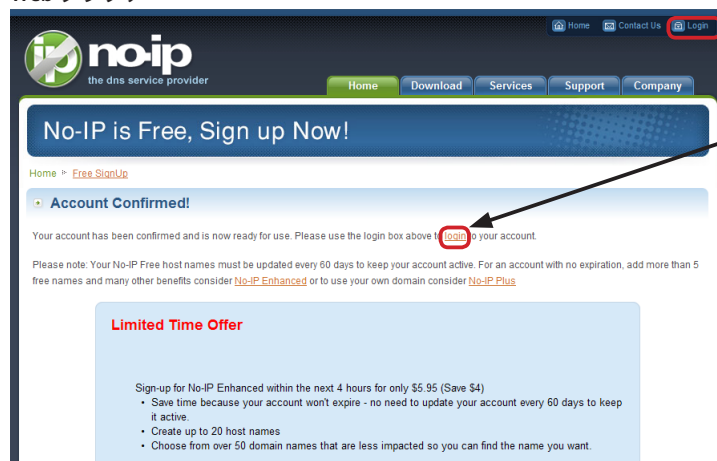 Home Contact Us Login
no-ip
the dns service provider
Home Download Services Support Company
No-IP is Free, Sign up Now!
Home » Free SignUp
Account Confirmed!
Your account has been confirmed and is now ready for use. Please use the login box above to login to your account.
Please note: Your No-IP Free host names must be updated every 60 days to keep your account active. For an account with no expiration, add more than 5
free names and many other benefits consider No-IP Enhanced or to use your own domain consider No-IP Plus
Limited Time Offer
Sign-up for No-IP Enhanced within the next 4 hours for only $5.95 (Save $4)
• Save time because your account won't expire - no need to update your account every 60 days to keep
it active.
• Create up to 20 host names
• Choose from over 50 domain names that are less impacted so you can find the name you want.